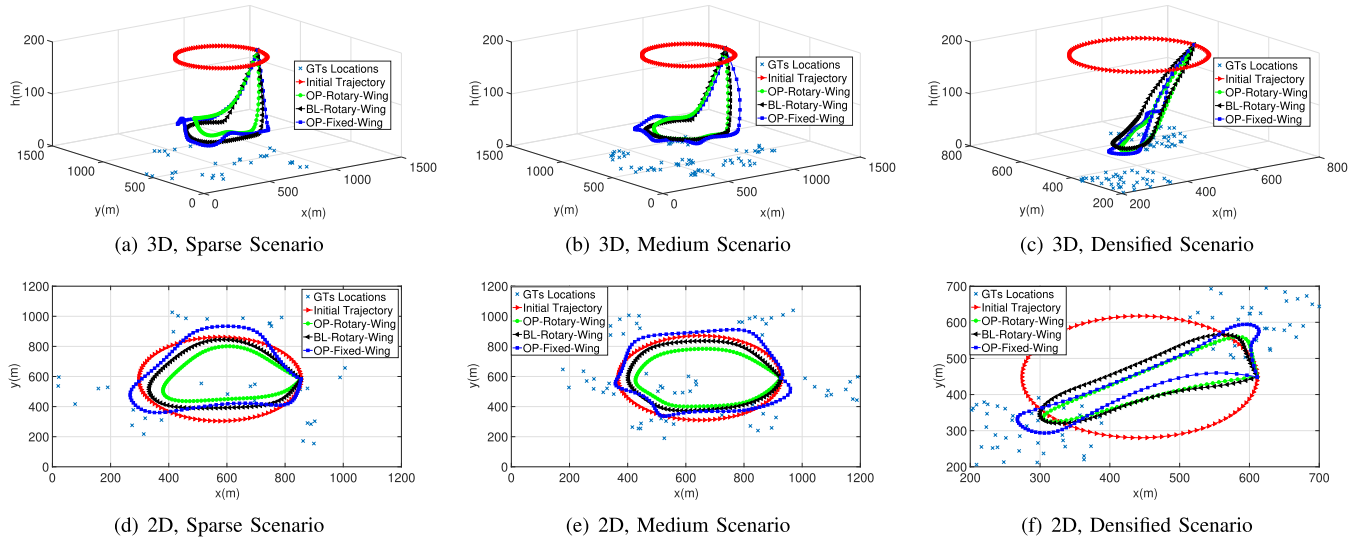 200
100
0
h(m)
1500
1000
500
0
y(m)
0
500
1000
1500
x(m)
GTs Locations
Initial Trajectory
OP-Rotary-Wing
BL-Rotary-Wing
OP-Fixed-Wing
(a) 3D, Sparse Scenario
200
100
0
h(m)
1500
1000
500
0
y(m)
0
500
1000
1500
x(m)
GTs Locations
Initial Trajectory
OP-Rotary-Wing
BL-Rotary-Wing
OP-Fixed-Wing
(b) 3D, Medium Scenario
200
100
0
h(m)
800
600
400
200
y(m)
200
400
600
800
x(m)
GTs Locations
Initial Trajectory
OP-Rotary-Wing
BL-Rotary-Wing
OP-Fixed-Wing
(c) 3D, Densified Scenario
1200
1000
800
600
400
200
0
y(m)
0 200 400 600 800 1000 1200
x(m)
GTs Locations
Initial Trajectory
OP-Rotary-Wing
BL-Rotary-Wing
OP-Fixed-Wing
(d) 2D, Sparse Scenario
1200
1000
800
600
400
200
0
y(m)
0 200 400 600 800 1000 1200
x(m)
GTs Locations
Initial Trajectory
OP-Rotary-Wing
BL-Rotary-Wing
OP-Fixed-Wing
(e) 2D, Medium Scenario
700
600
500
400
300
200
y(m)
200 300 400 500 600 700
x(m)
GTs Locations
Initial Trajectory
OP-Rotary-Wing
BL-Rotary-Wing
OP-Fixed-Wing
(f) 2D, Densified Scenario